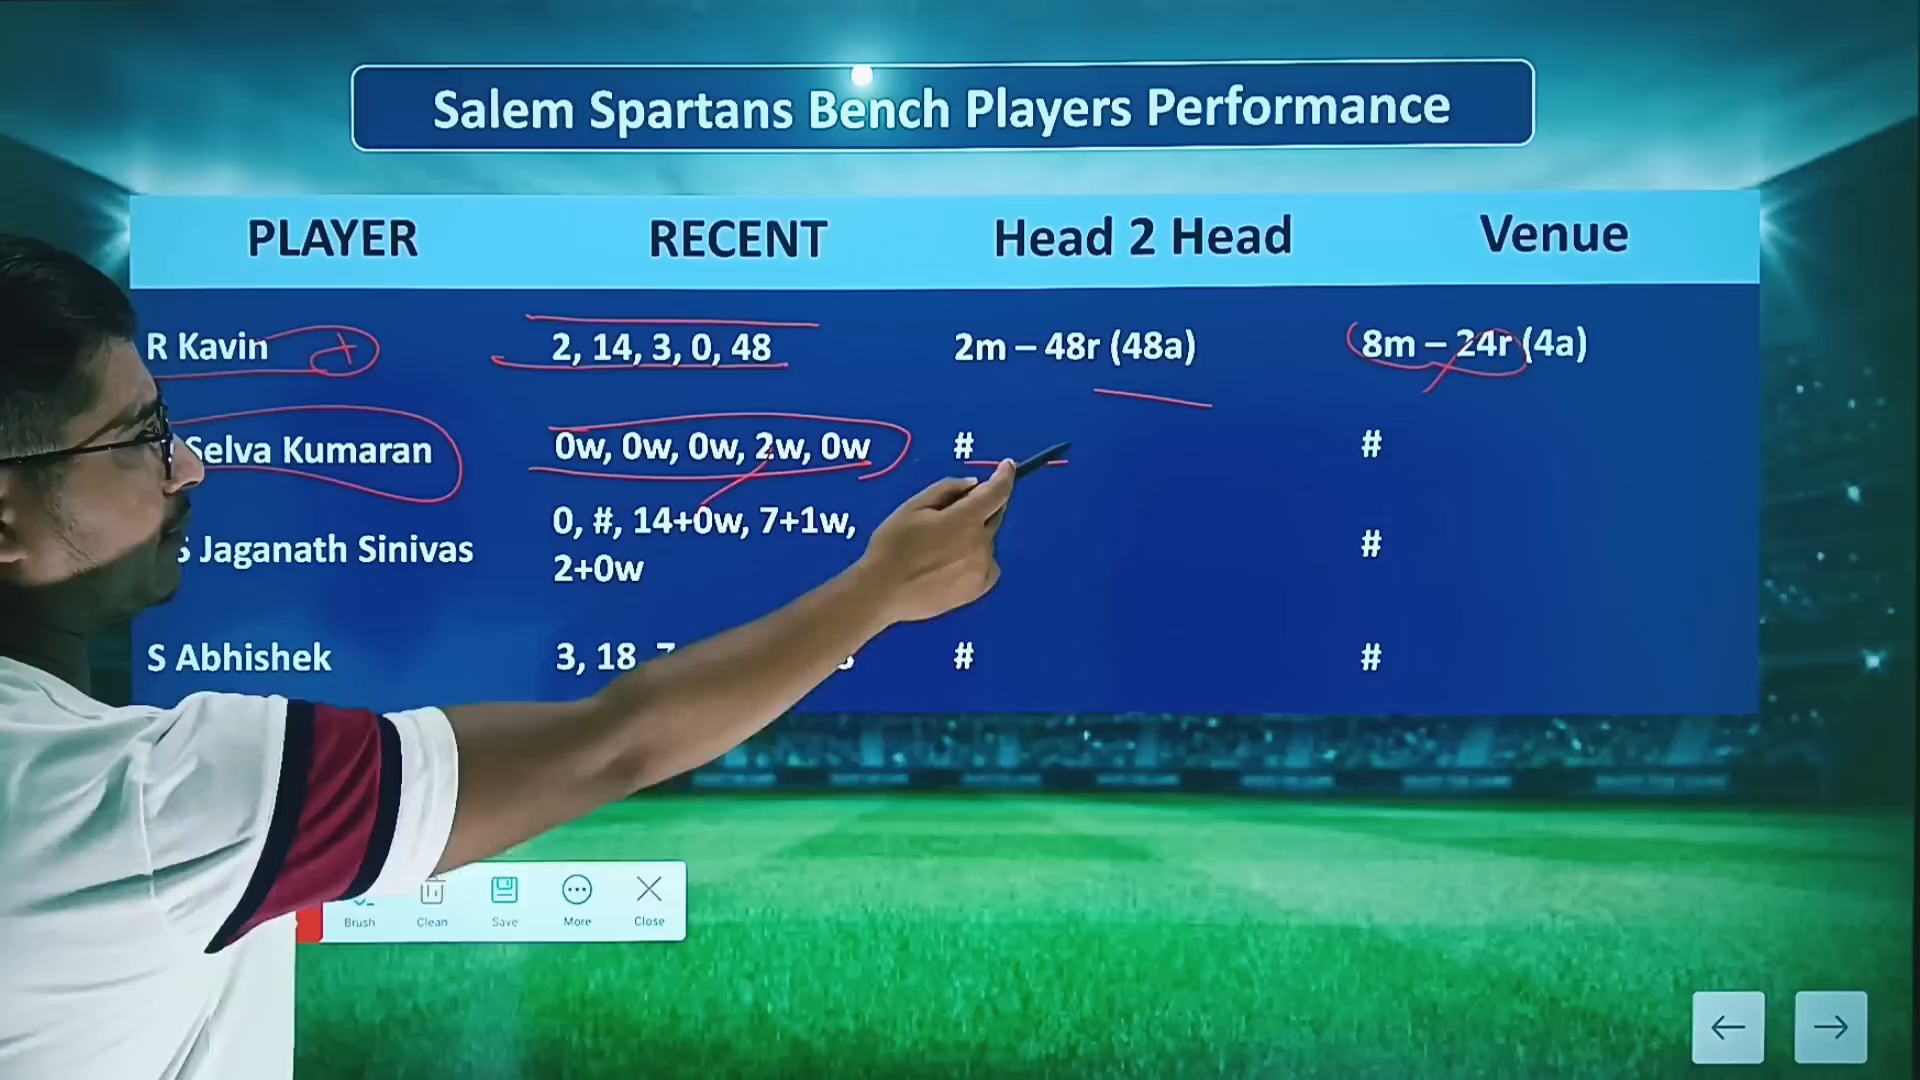 Salem Spartans Bench Players Performance
PLAYER RECENT Head 2 Head Venue
R Kavin 2, 14, 3, 0, 48 2m – 48r (48a) 8m – 24r (4a)
Selva Kumaran 0w, 0w, 0w, 2w, 0w # #
Jaganath Sinivas 0, #, 14+0w, 7+1w, #
2+0w
S Abhishek 3, 18 # #
Brush Clean Save More Close